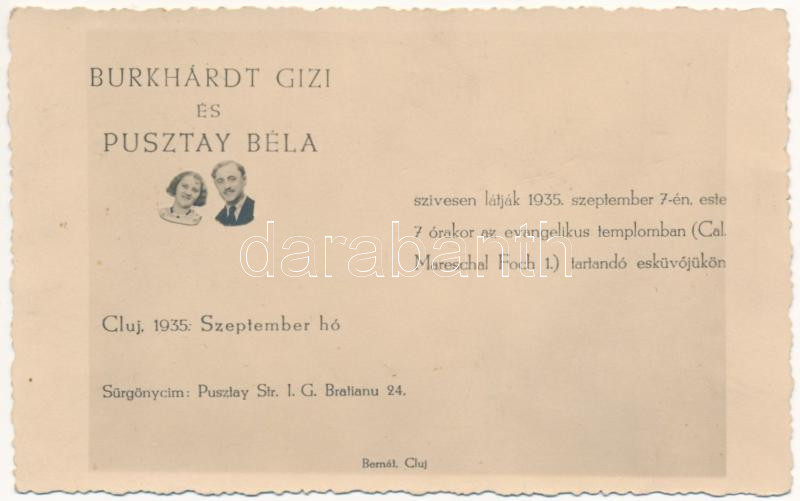 BURKHÁRDT GIZI
ÉS
PUSZTAY BÉLA
szivesen látják 1935. szeptember 7-én, este
7 órakor az evangelikus templomban (Cal.
Mareschal Foch 1.) tartandó esküvőjükön
darabanth
Cluj, 1935. Szeptember hó
Sürgönycim: Pusztay Str. I. G. Bratianu 24.
Bernát, Cluj